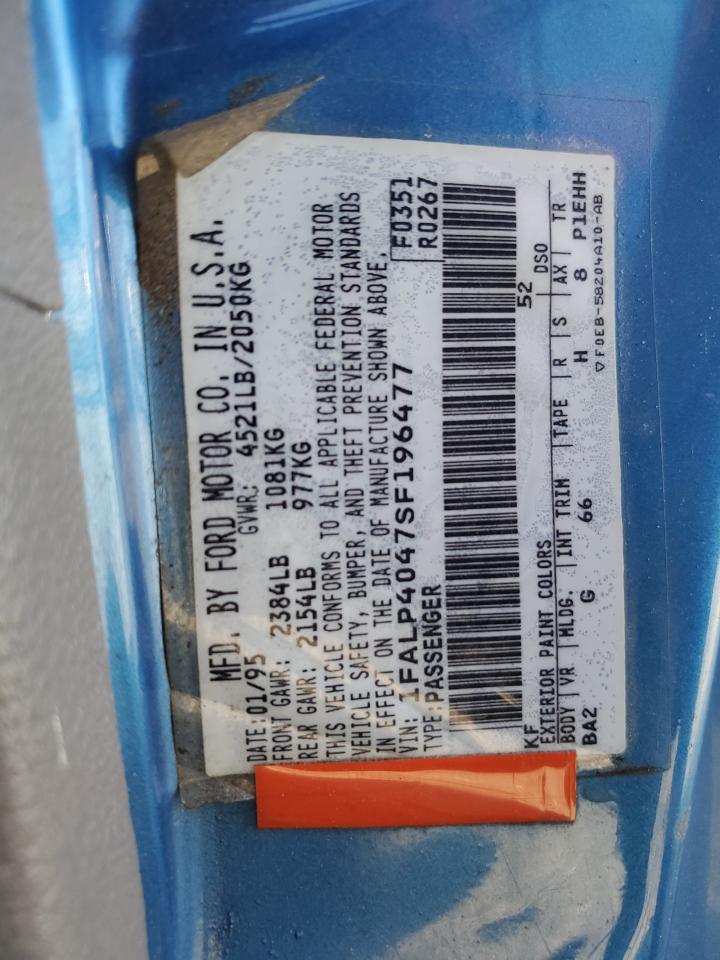 MFD. BY FORD MOTOR CO. IN U.S.A.
DATE: 01/95 GVWR: 4521LB/2050KG
FRONT GAWR: 2384LB 1081KG
REAR GAWR: 2154LB 977KG
THIS VEHICLE CONFORMS TO ALL APPLICABLE FEDERAL MOTOR
VEHICLE SAFETY, BUMPER, AND THEFT PREVENTION STANDARDS
IN EFFECT ON THE DATE OF MANUFACTURE SHOWN ABOVE.
VIN: 1FALP4047SF196477 F0351
TYPE: PASSENGER R0267
KF 52
EXTERIOR PAINT COLORS DSO
BODY VR MLDG. INT TRIM TAPE R S AX TR
BA2 G 66 H 8 P1EHH
▽ F0EB-58204A10-AB